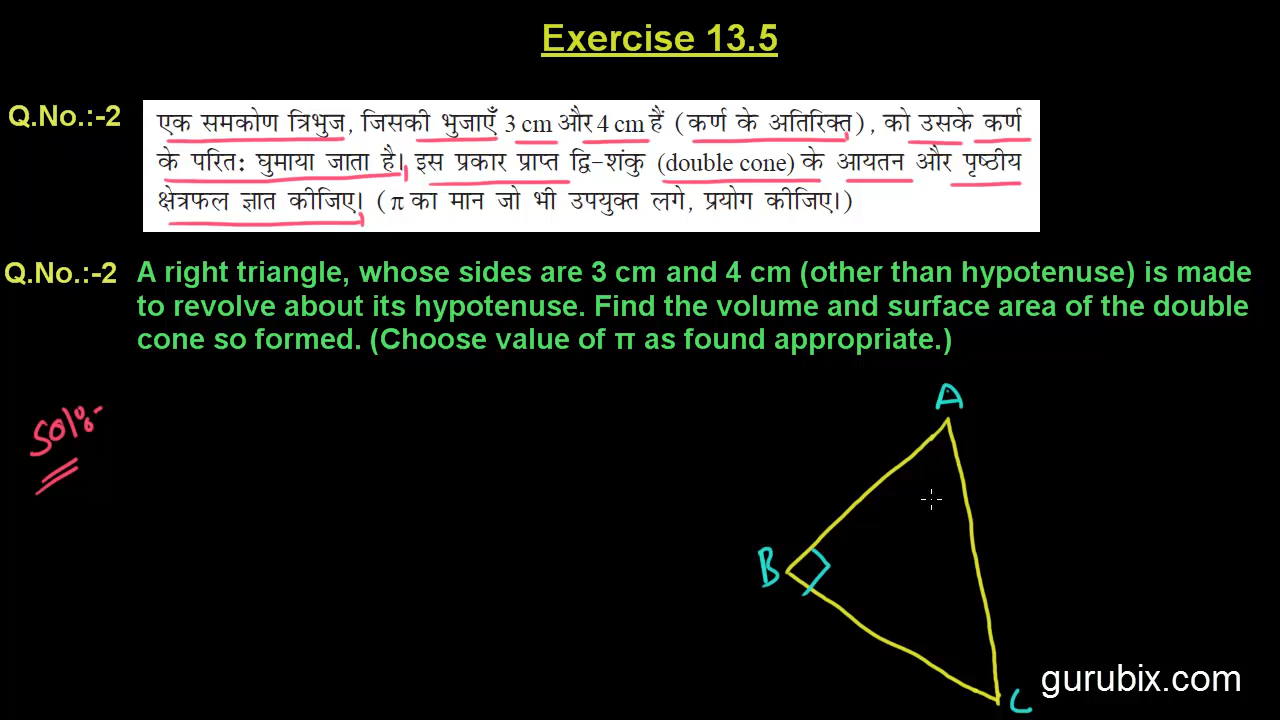 Exercise 13.5
Q.No.:-2
एक समकोण त्रिभुज, जिसकी भुजाएँ 3 cm और 4 cm हैं (कर्ण के अतिरिक्त), को उसके कर्ण
के परितः घुमाया जाता है। इस प्रकार प्राप्त द्वि-शंकु (double cone) के आयतन और पृष्ठीय
क्षेत्रफल ज्ञात कीजिए। (π का मान जो भी उपयुक्त लगे, प्रयोग कीजिए।)
Q.No.:-2 A right triangle, whose sides are 3 cm and 4 cm (other than hypotenuse) is made
to revolve about its hypotenuse. Find the volume and surface area of the double
cone so formed. (Choose value of π as found appropriate.)
A
Sol%-
B
C
gurubix.com